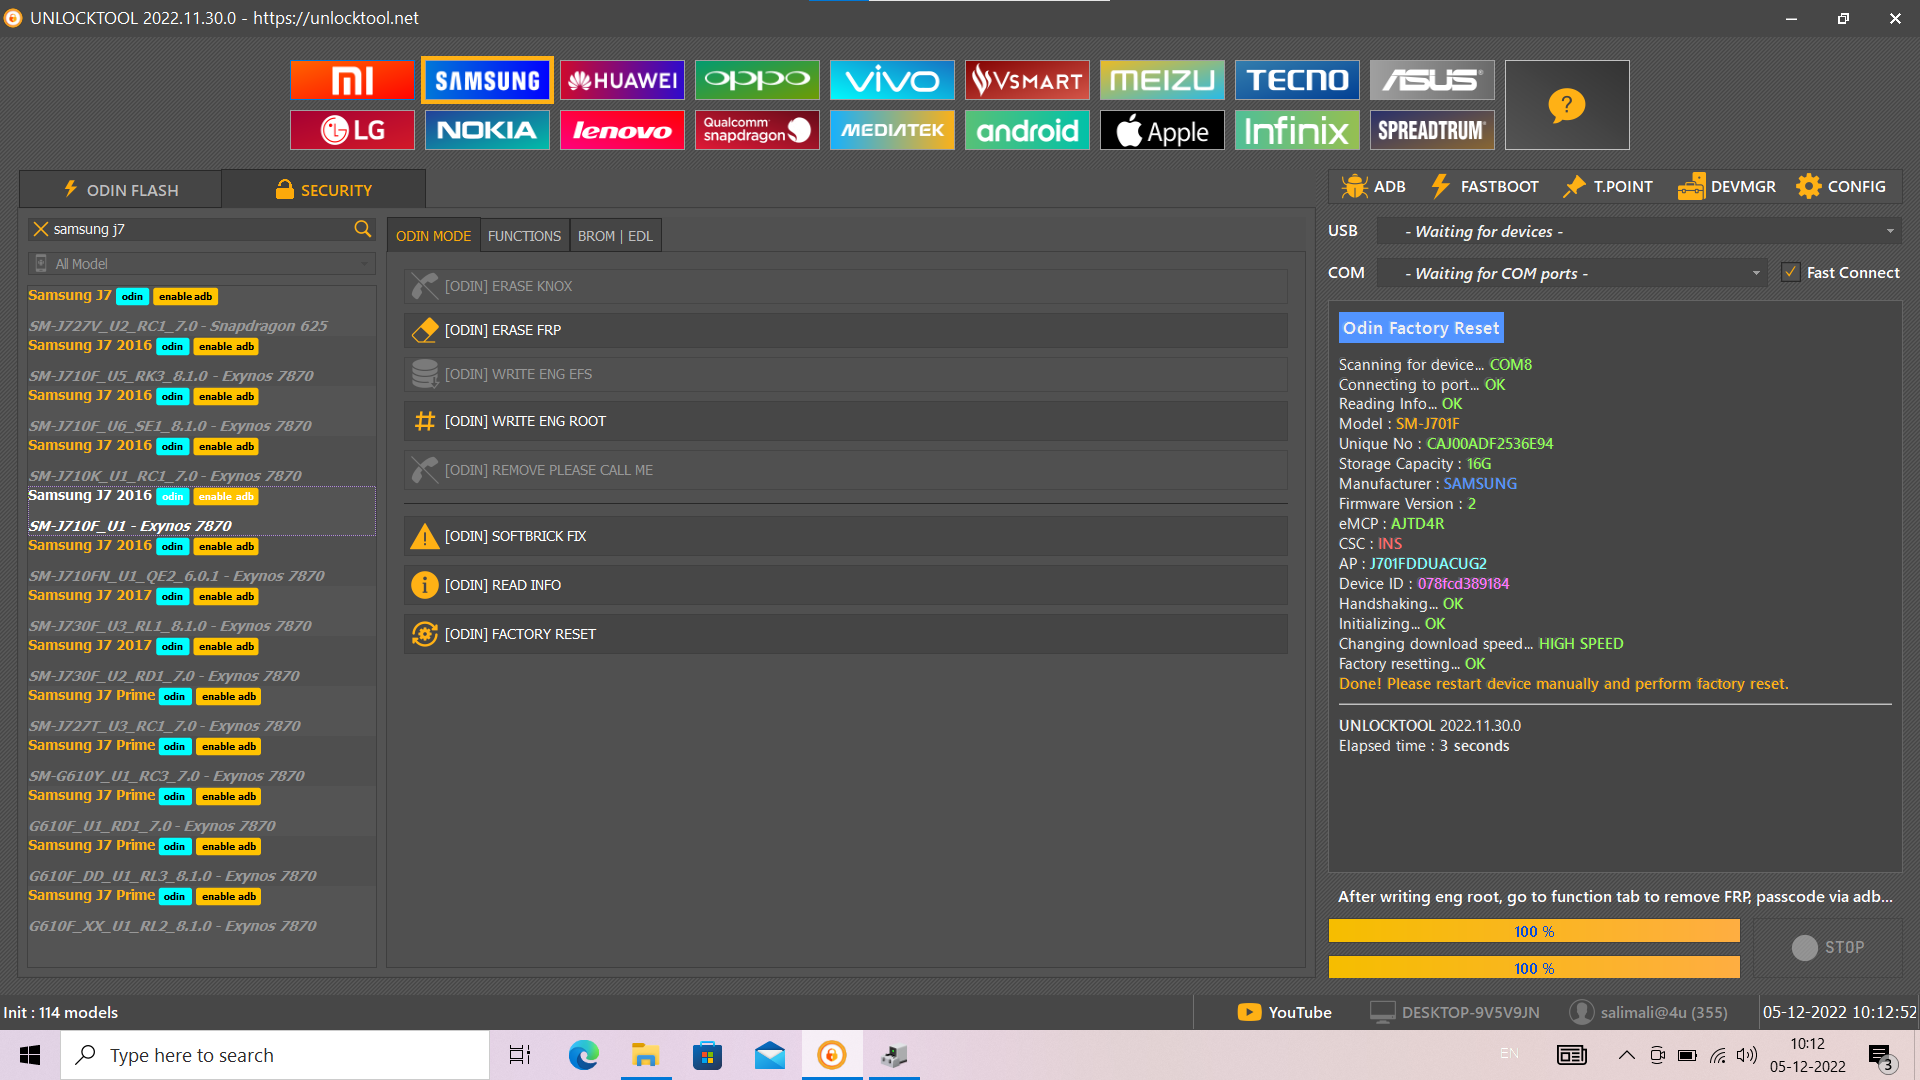 UNLOCKTOOL 2022.11.30.0 - https://unlocktool.net
MI SAMSUNG HUAWEI OPPO VIVO VSMART MEIZU TECNO ASUS
LG NOKIA lenovo Qualcomm snapdragon MEDIATEK android Apple Infinix SPREADTRUM
ODIN FLASH SECURITY
ADB FASTBOOT T.POINT DEVMGR CONFIG
samsung j7
All Model
Samsung J7 odin enable adb
SM-J727V_U2_RC1_7.0 - Snapdragon 625
Samsung J7 2016 odin enable adb
SM-J710F_U5_RK3_8.1.0 - Exynos 7870
Samsung J7 2016 odin enable adb
SM-J710F_U6_SE1_8.1.0 - Exynos 7870
Samsung J7 2016 odin enable adb
SM-J710K_U1_RC1_7.0 - Exynos 7870
Samsung J7 2016 odin enable adb
SM-J710F_U1 - Exynos 7870
Samsung J7 2016 odin enable adb
SM-J710FN_U1_QE2_6.0.1 - Exynos 7870
Samsung J7 2017 odin enable adb
SM-J730F_U3_RL1_8.1.0 - Exynos 7870
Samsung J7 2017 odin enable adb
SM-J730F_U2_RD1_7.0 - Exynos 7870
Samsung J7 Prime odin enable adb
SM-J727T_U3_RC1_7.0 - Exynos 7870
Samsung J7 Prime odin enable adb
SM-G610Y_U1_RC3_7.0 - Exynos 7870
Samsung J7 Prime odin enable adb
G610F_U1_RD1_7.0 - Exynos 7870
Samsung J7 Prime odin enable adb
G610F_DD_U1_RL3_8.1.0 - Exynos 7870
Samsung J7 Prime odin enable adb
G610F_XX_U1_RL2_8.1.0 - Exynos 7870
ODIN MODE FUNCTIONS BROM | EDL
[ODIN] ERASE KNOX
[ODIN] ERASE FRP
[ODIN] WRITE ENG EFS
[ODIN] WRITE ENG ROOT
[ODIN] REMOVE PLEASE CALL ME
[ODIN] SOFTBRICK FIX
[ODIN] READ INFO
[ODIN] FACTORY RESET
USB - Waiting for devices -
COM - Waiting for COM ports - Fast Connect
Odin Factory Reset
Scanning for device... COM8
Connecting to port... OK
Reading Info... OK
Model : SM-J701F
Unique No : CAJ00ADF2536E94
Storage Capacity : 16G
Manufacturer : SAMSUNG
Firmware Version : 2
eMCP : AJTD4R
CSC : INS
AP : J701FDDUACUG2
Device ID : 078fcd389184
Handshaking... OK
Initializing... OK
Changing download speed... HIGH SPEED
Factory resetting... OK
Done! Please restart device manually and perform factory reset.
UNLOCKTOOL 2022.11.30.0
Elapsed time : 3 seconds
After writing eng root, go to function tab to remove FRP, passcode via adb...
100 %
100 %
STOP
Init : 114 models
YouTube DESKTOP-9V5V9JN salimali@4u (355) 05-12-2022 10:12:52
Type here to search
EN
10:12
05-12-2022
3